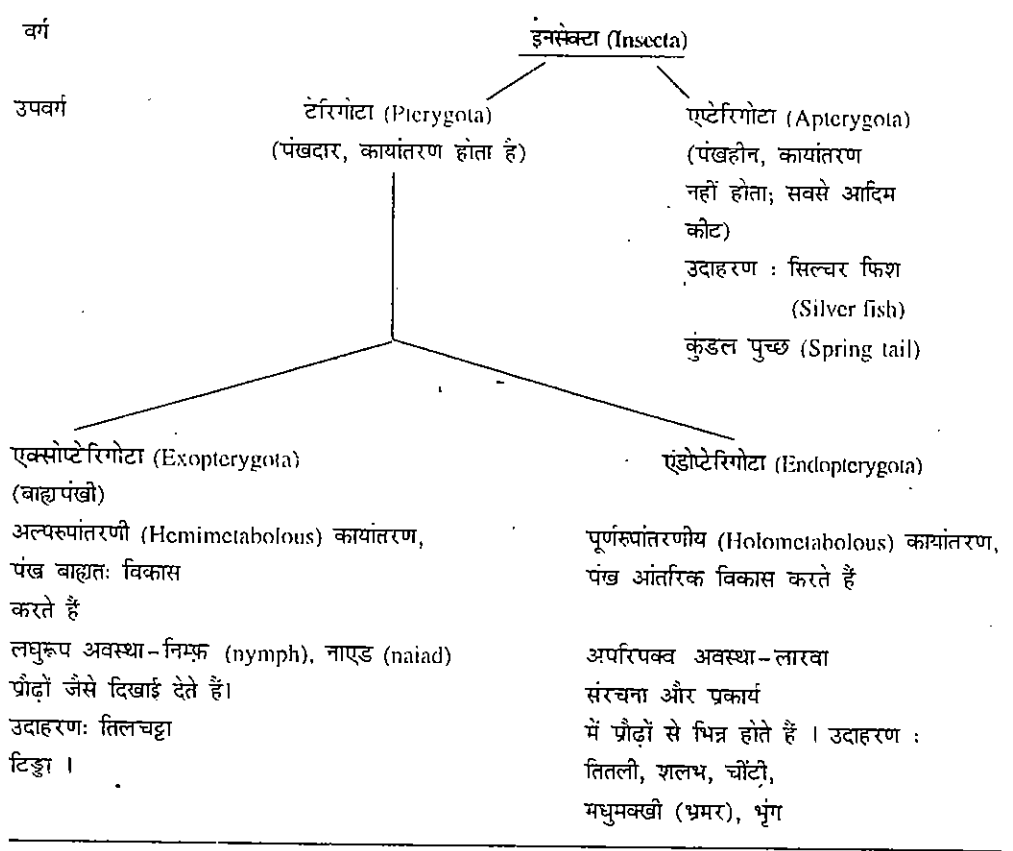 वर्ग
इनसेक्टा (Insecta)
उपवर्ग
टेरिगोटा (Pterygota)
(पंखदार, कायांतरण होता है)
एप्टेरिगोटा (Apterygota)
(पंखहीन, कायांतरण
नहीं होता; सबसे आदिम
कीट)
उदाहरण : सिल्चर फिश
(Silver fish)
कुंडल पुच्छ (Spring tail)
एक्सोप्टेरिगोटा (Exopterygota)
(बाह्यपंखी)
अल्परुपांतरणी (Hemimetabolous) कायांतरण,
पंख बाह्यतः विकास
करते हैं
लघुरूप अवस्था-निम्फ़ (nymph), नाएड (naiad)
प्रौढ़ों जैसे दिखाई देते हैं।
उदाहरणः तिलचट्टा
टिड्डा ।
एंडोप्टेरिगोटा (Endopterygota)
पूर्णरुपांतरणीय (Holometabolous) कायांतरण,
पंख आंतरिक विकास करते हैं
अपरिपक्व अवस्था-लारवा
संरचना और प्रकार्य
में प्रौढ़ों से भिन्न होते हैं । उदाहरण :
तितली, शलभ, चींटी,
मधुमक्खी (भ्रमर), भृंग